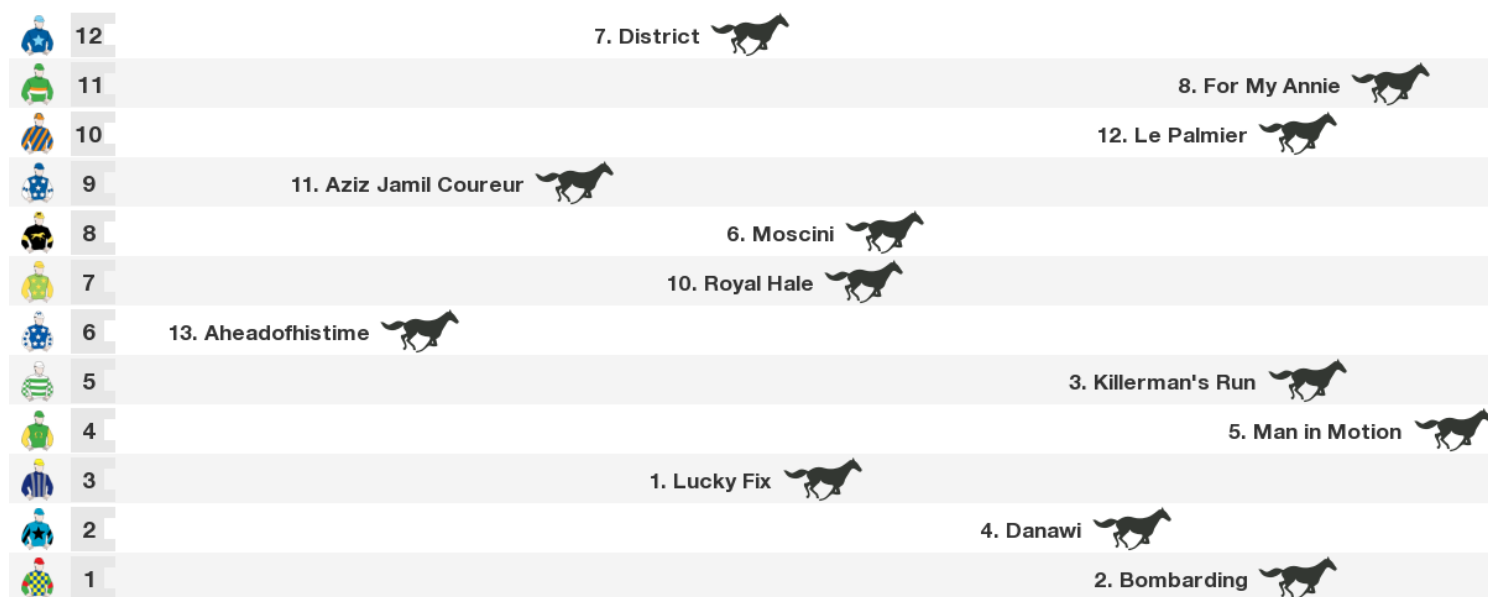 12 7. District
11 8. For My Annie
10 12. Le Palmier
9 11. Aziz Jamil Coureur
8 6. Moscini
7 10. Royal Hale
6 13. Aheadofhistime
5 3. Killerman's Run
4 5. Man in Motion
3 1. Lucky Fix
2 4. Danawi
1 2. Bombarding